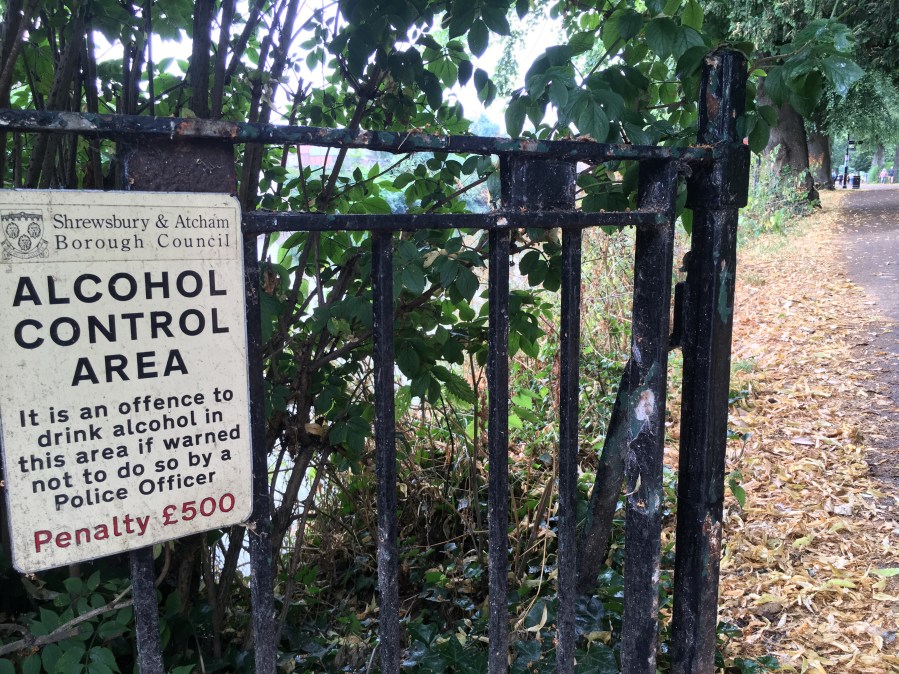 Shrewsbury & Atcham
Borough Council
ALCOHOL
CONTROL
AREA
It is an offence to
drink alcohol in
this area if warned
not to do so by a
Police Officer
Penalty £500